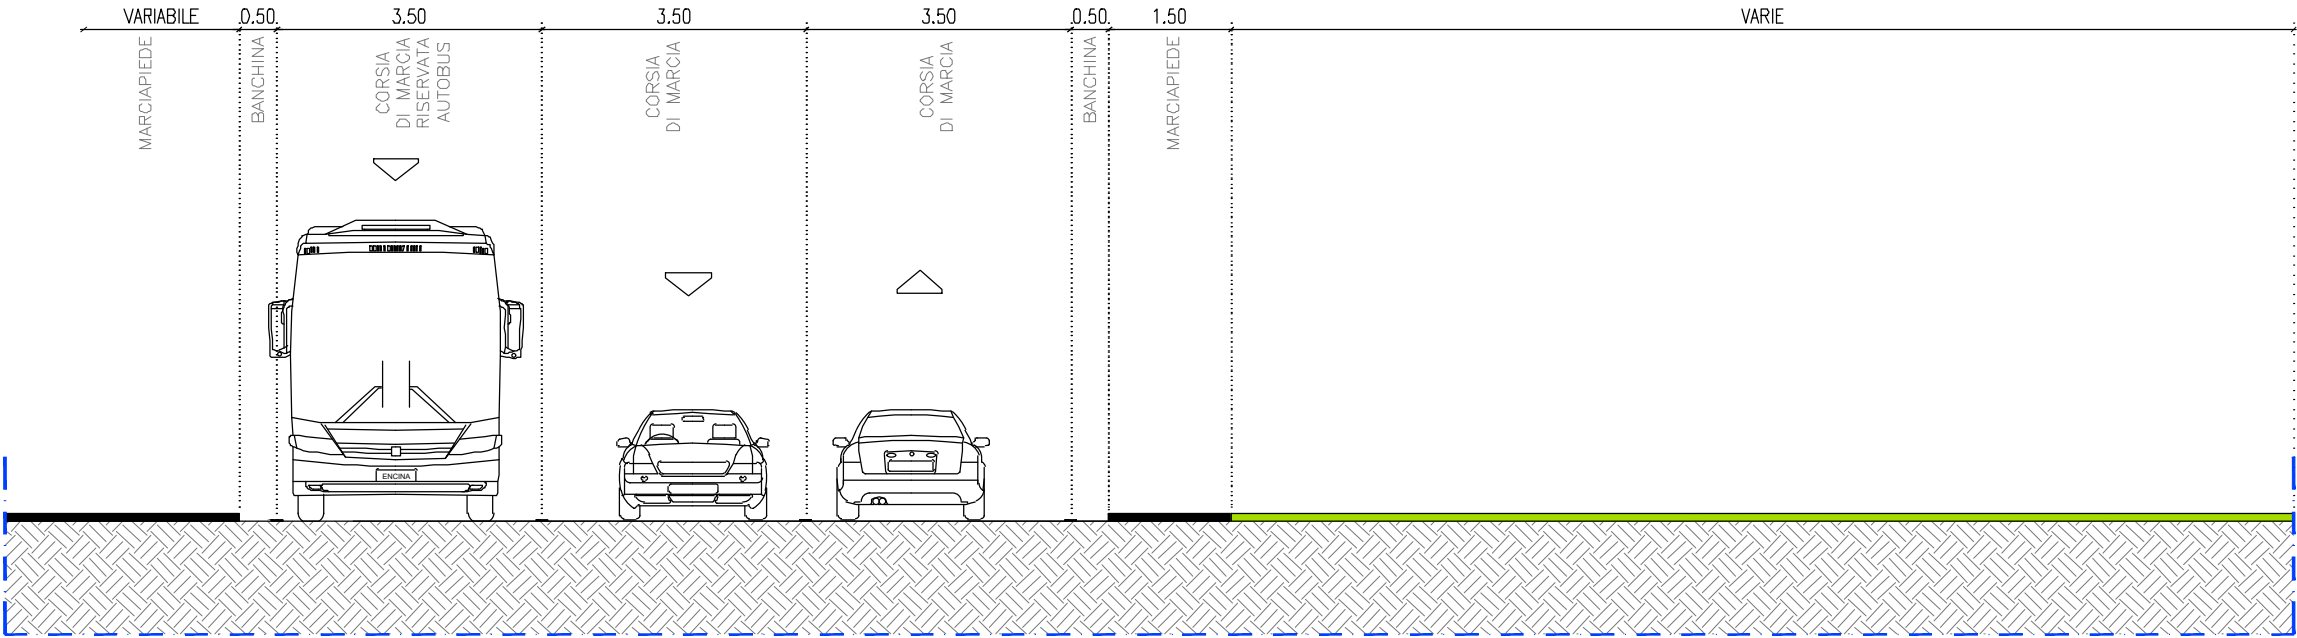 VARIABILE
0.50
3.50
3.50
3.50
0.50
1.50
VARIE
MARCIAPIEDE
BANCHINA
CORSIA
DI MARCIA
RISERVATA
AUTOBUS
CORSIA
DI MARCIA
CORSIA
DI MARCIA
BANCHINA
MARCIAPIEDE
ENCINA